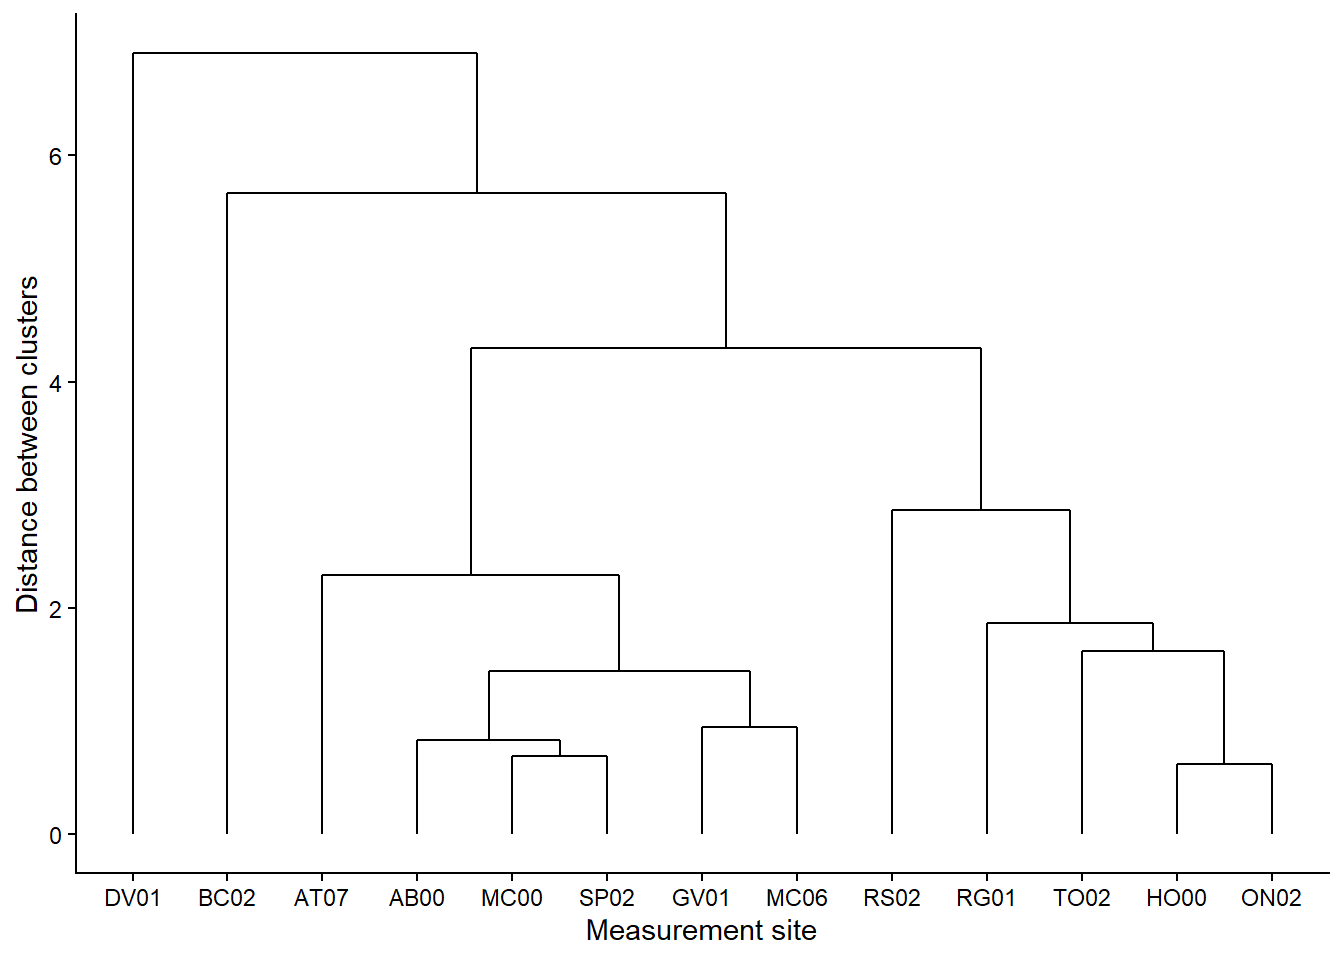 Distance between clusters
6
4
2
0
DV01 BC02 AT07 AB00 MC00 SP02 GV01 MC06 RS02 RG01 TO02 HO00 ON02
Measurement site